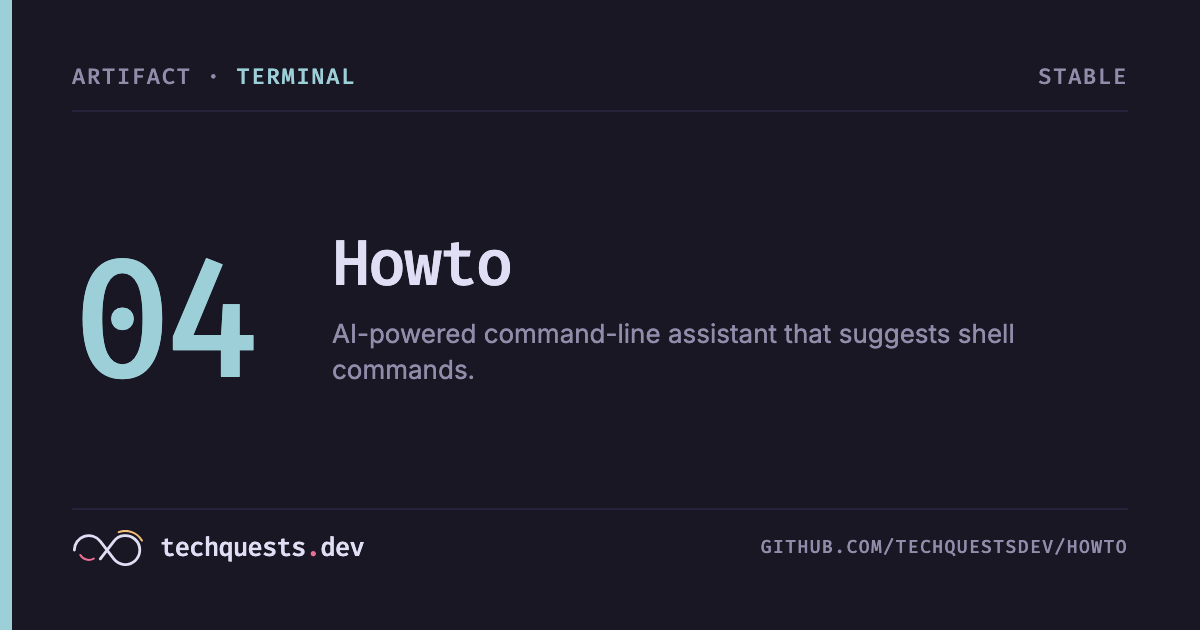 ARTIFACT · TERMINAL
STABLE
04
Howto
AI-powered command-line assistant that suggests shell
commands.
techquests.dev
GITHUB.COM/TECHQUESTSDEV/HOWTO